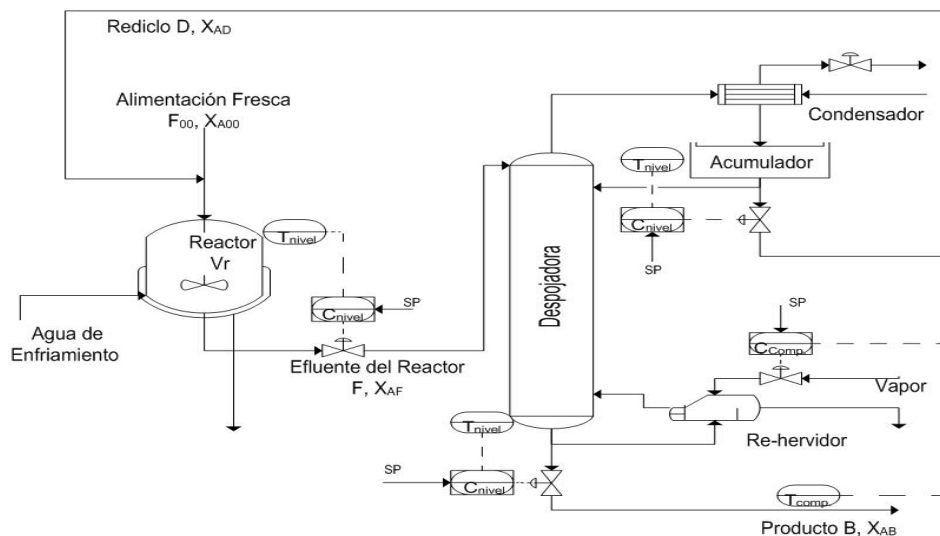 Rediclo D, XAD
Alimentación Fresca
F00, XA00
Condensador
Acumulador
Tnivel
Cnivel
SP
Reactor
Vr
Tnivel
Cnivel
SP
Despojadora
Agua de
Enfriamiento
Efluente del Reactor
F, XAF
SP
CComp.
Vapor
Re-hervidor
Tnivel
SP
Cnivel
Tcomp.
Producto B, XAB